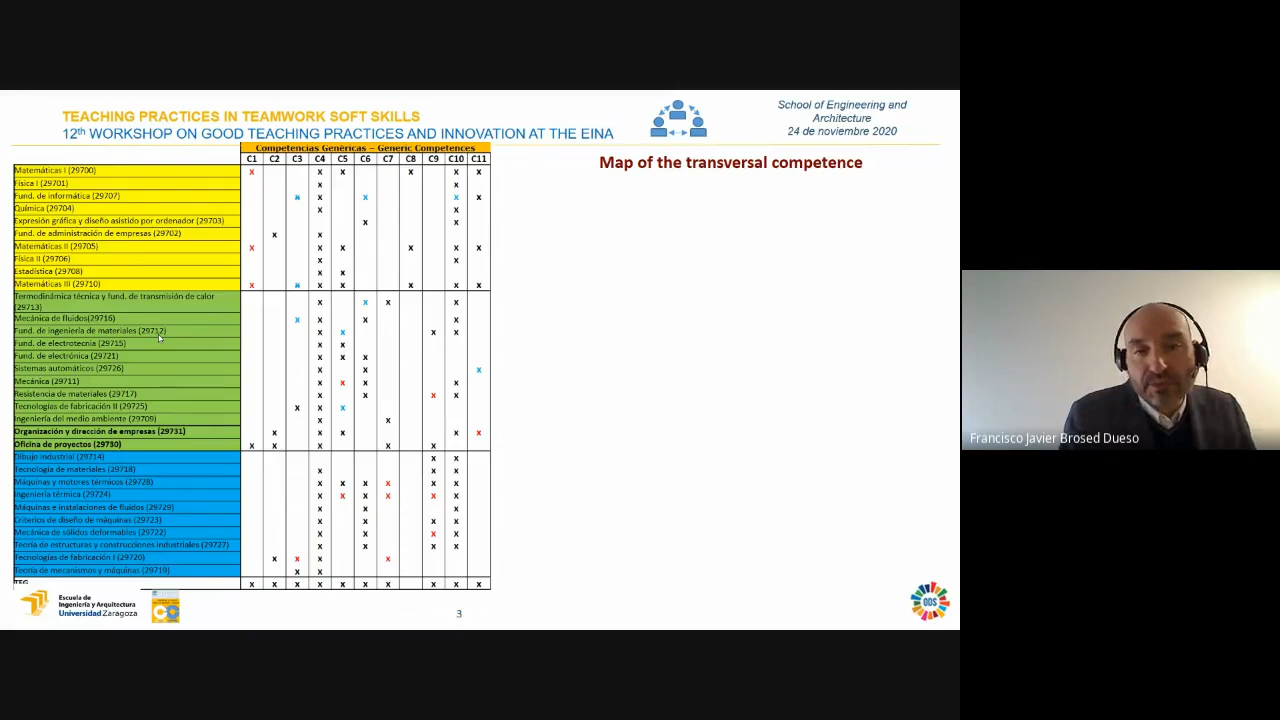 TEACHING PRACTICES IN TEAMWORK SOFT SKILLS
12th WORKSHOP ON GOOD TEACHING PRACTICES AND INNOVATION AT THE EINA
School of Engineering and
Architecture
24 de noviembre 2020
Map of the transversal competence
Competencias Genéricas – Generic Competences
C1 C2 C3 C4 C5 C6 C7 C8 C9 C10 C11
Matemáticas I (29700) x x x x x x
Física I (29701) x x
Fund. de informática (29707) x x x x x
Química (29704) x x
Expresión gráfica y diseño asistido por ordenador (29703) x x
Fund. de administración de empresas (29702) x x
Matemáticas II (29705) x x x x x x
Física II (29706) x x
Estadística (29708) x x
Matemáticas III (29710) x x x x x x x
Termodinámica técnica y fund. de transmisión de calor
(29713) x x x x
Mecánica de fluidos(29716) x x x x
Fund. de ingeniería de materiales (29712) x x x x
Fund. de electrotecnia (29715) x x
Fund. de electrónica (29721) x x x
Sistemas automáticos (29726) x x x
Mecánica (29711) x x x x
Resistencia de materiales (29717) x x x x
Tecnologías de fabricación II (29725) x x x
Ingeniería del medio ambiente (29709) x x
Organización y dirección de empresas (29731) x x x x x
Oficina de proyectos (29730) x x x x x
Dibujo industrial (29714) x x
Tecnología de materiales (29718) x x x
Máquinas y motores térmicos (29728) x x x x x x
Ingeniería térmica (29724) x x x x x x
Máquinas e instalaciones de fluidos (29729) x x x
Criterios de diseño de máquinas (29723) x x x x
Mecánica de sólidos deformables (29722) x x x x
Teoría de estructuras y construcciones industriales (29727) x x x x
Tecnologías de fabricación I (29720) x x x x
Teoría de mecanismos y máquinas (29719) x x
TFG x x x x x x x x x x
Escuela de
Ingeniería y Arquitectura
Universidad Zaragoza
3
ODS
Francisco Javier Brosed Dueso